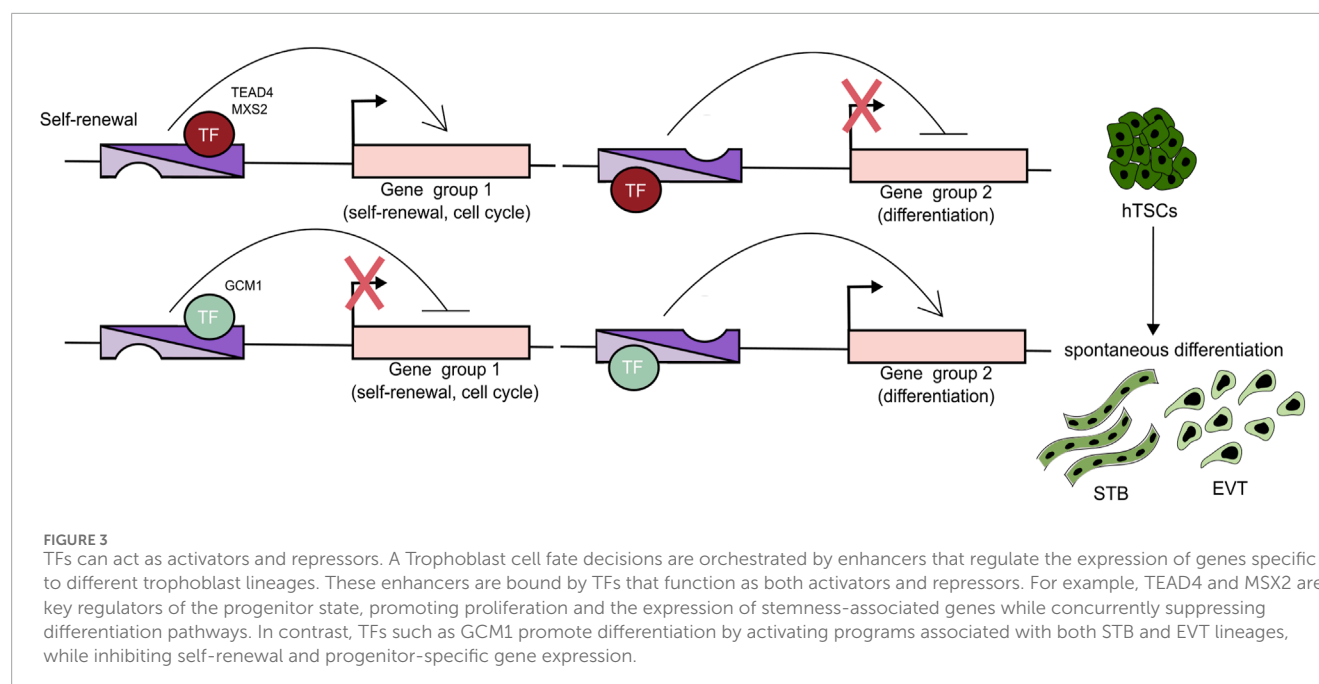 TEAD4
MXS2
Self-renewal
TF
Gene group 1
(self-renewal, cell cycle)
TF
Gene group 2
(differentiation)
hTSCs
GCM1
TF
Gene group 1
(self-renewal, cell cycle)
TF
Gene group 2
(differentiation)
spontaneous differentiation
STB
EVT
FIGURE 3
TFs can act as activators and repressors. A Trophoblast cell fate decisions are orchestrated by enhancers that regulate the expression of genes specific
to different trophoblast lineages. These enhancers are bound by TFs that function as both activators and repressors. For example, TEAD4 and MSX2 are
key regulators of the progenitor state, promoting proliferation and the expression of stemness-associated genes while concurrently suppressing
differentiation pathways. In contrast, TFs such as GCM1 promote differentiation by activating programs associated with both STB and EVT lineages,
while inhibiting self-renewal and progenitor-specific gene expression.